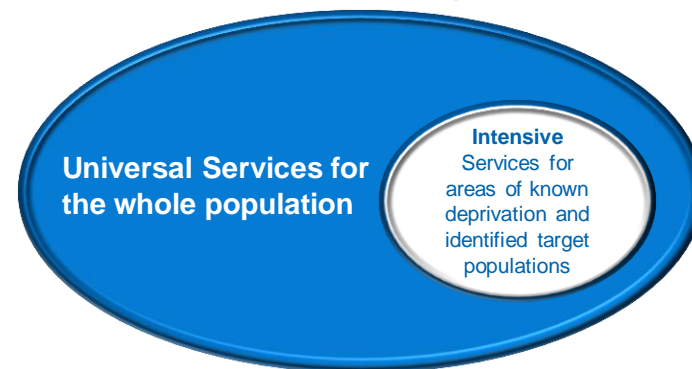 Universal Services for
the whole population
Intensive
Services for
areas of known
deprivation and
identified target
populations